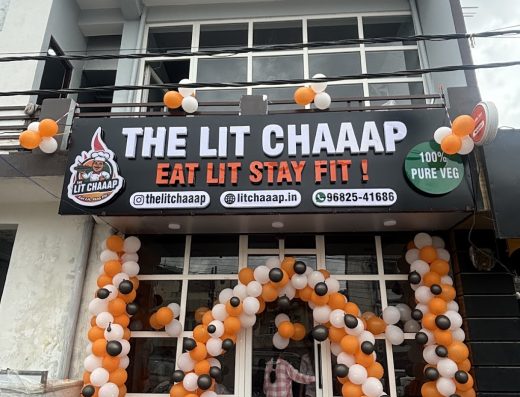 THE LIT CHAAAP
EAT LIT STAY FIT !
thelitchaaap
litchaaap.in
96825-41686
THE
LIT CHAAAP
100%
PURE VEG